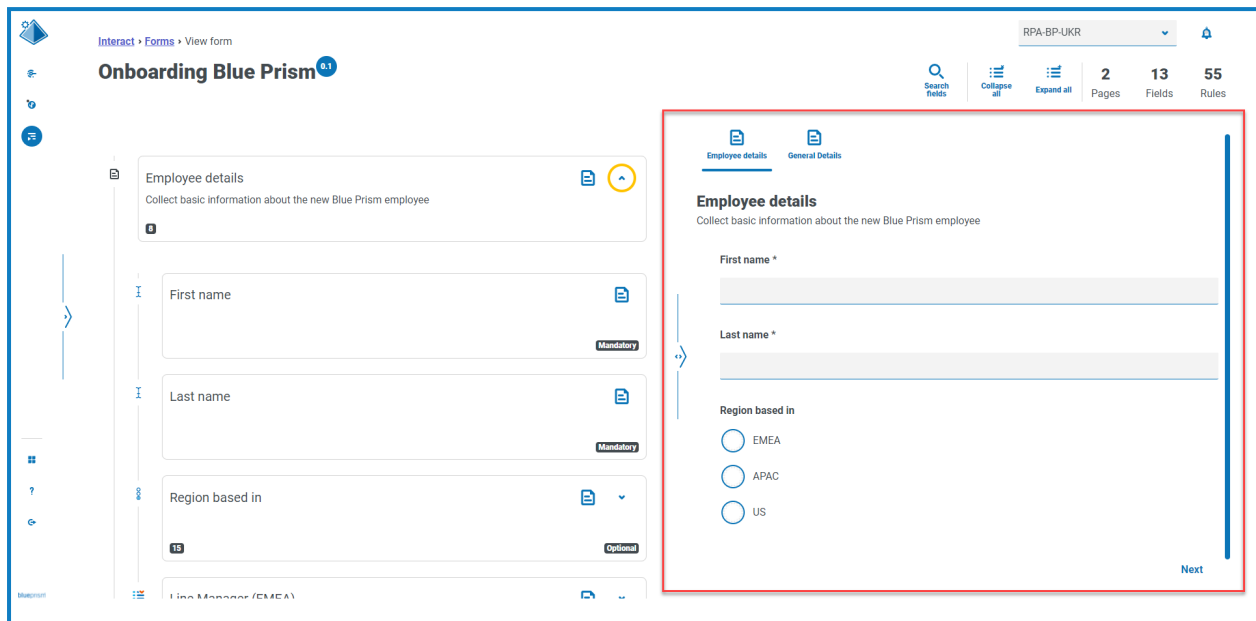 Interact › Forms › View form
RPA-BP-UKR
Onboarding Blue Prism 0.1
Search fields
Collapse all
Expand all
2 Pages
13 Fields
55 Rules
Employee details
Collect basic information about the new Blue Prism employee
First name
Mandatory
Last name
Mandatory
Region based in
15
Optional
Line Manager (EMEA)
?
blueprism
Employee details
General Details
Employee details
Collect basic information about the new Blue Prism employee
First name *
Last name *
Region based in
EMEA
APAC
US
Next